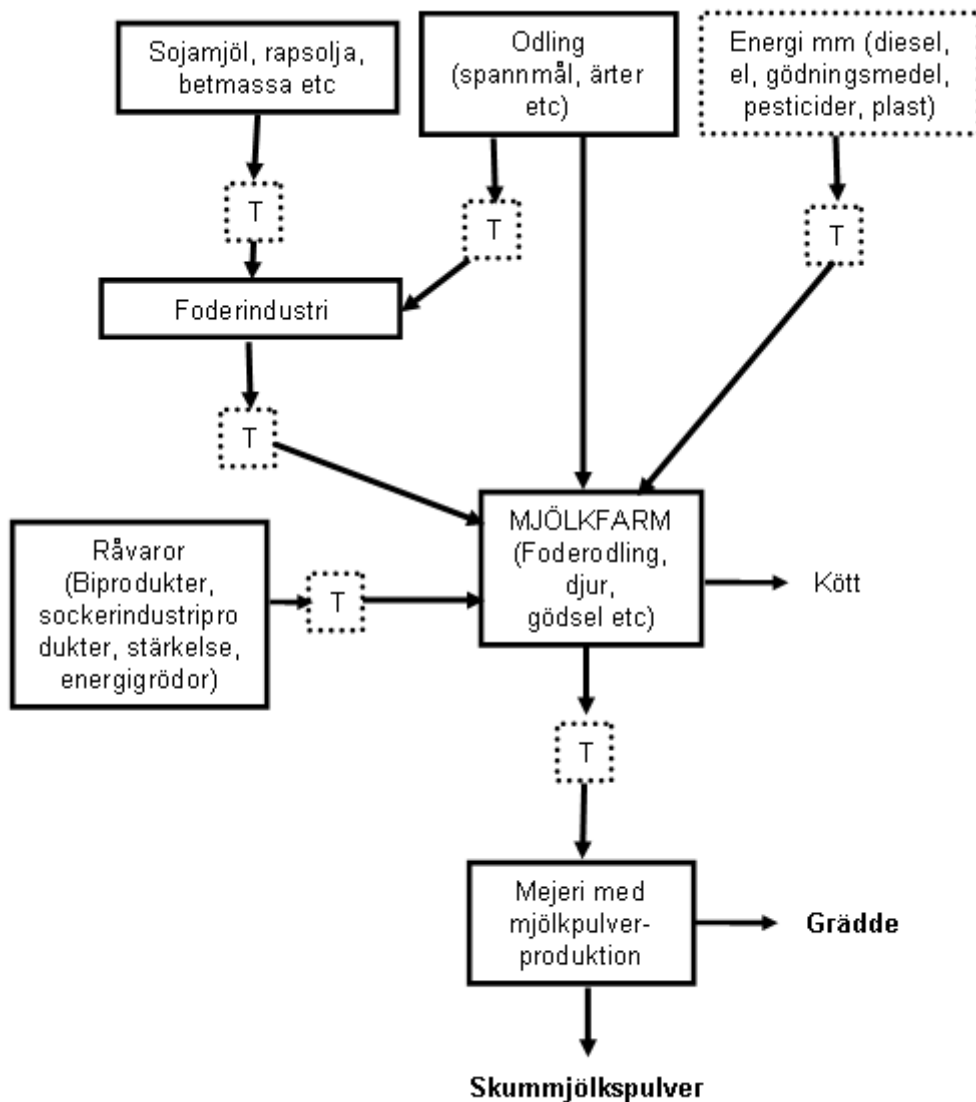 Sojamjöl, rapsolja,
betmassa etc
Odling
(spannmål, ärter
etc)
Energi mm (diesel,
el, gödningsmedel,
pesticider, plast)
T
T
T
Foderindustri
T
MJÖLKFARM
(Foderodling,
djur,
gödsel etc)
Kött
Råvaror
(Biprodukter,
sockerindustripro
dukter, stärkelse,
energigrödor)
T
T
Mejeri med
mjölkpulver-
produktion
Grädde
Skummjölkspulver